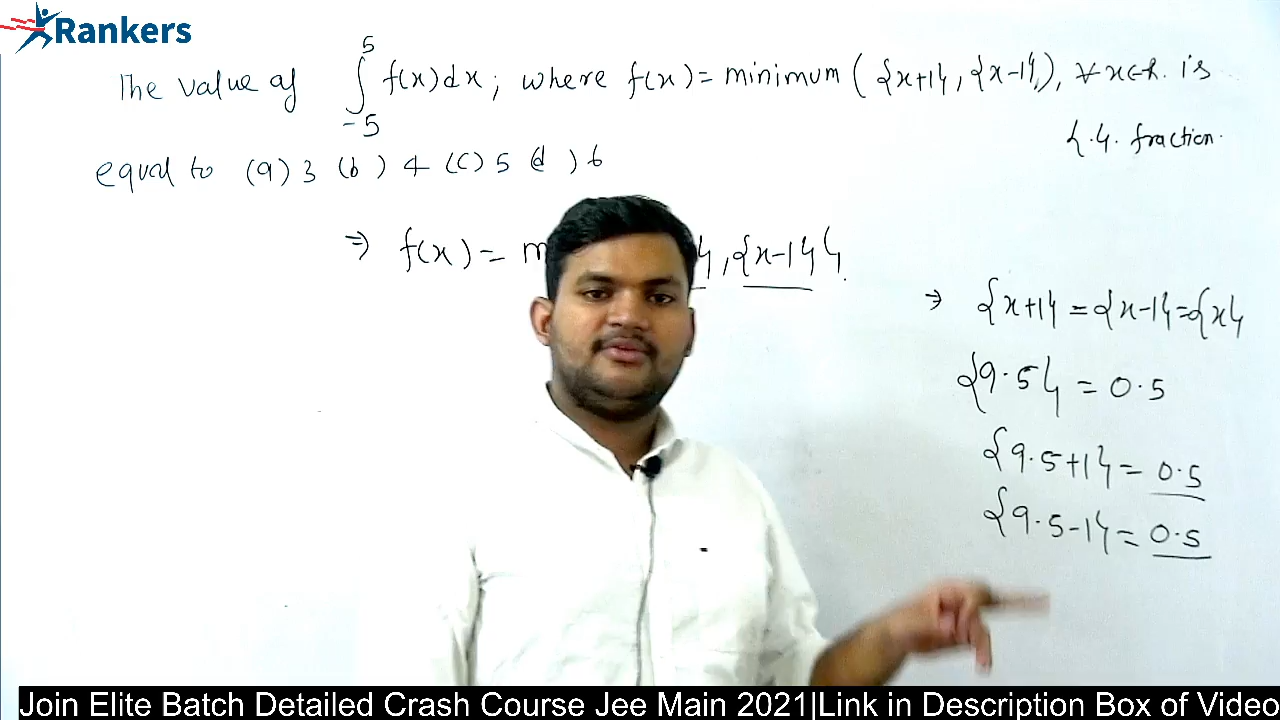 Rankers
The value of ∫₋₅⁵ f(x)dx ; where f(x) = minimum ( {x+1}, {x-1} ), ∀ x∈R. is
{.}. fraction.
equal to (a) 3 (b) 4 (c) 5 (d) 6
⇒ f(x) = m }, {x-1} }.
⇒ {x+1} = {x-1} = {x}
{9.5} = 0.5
{9.5+1} = 0.5
{9.5-1} = 0.5
Join Elite Batch Detailed Crash Course Jee Main 2021|Link in Description Box of Video